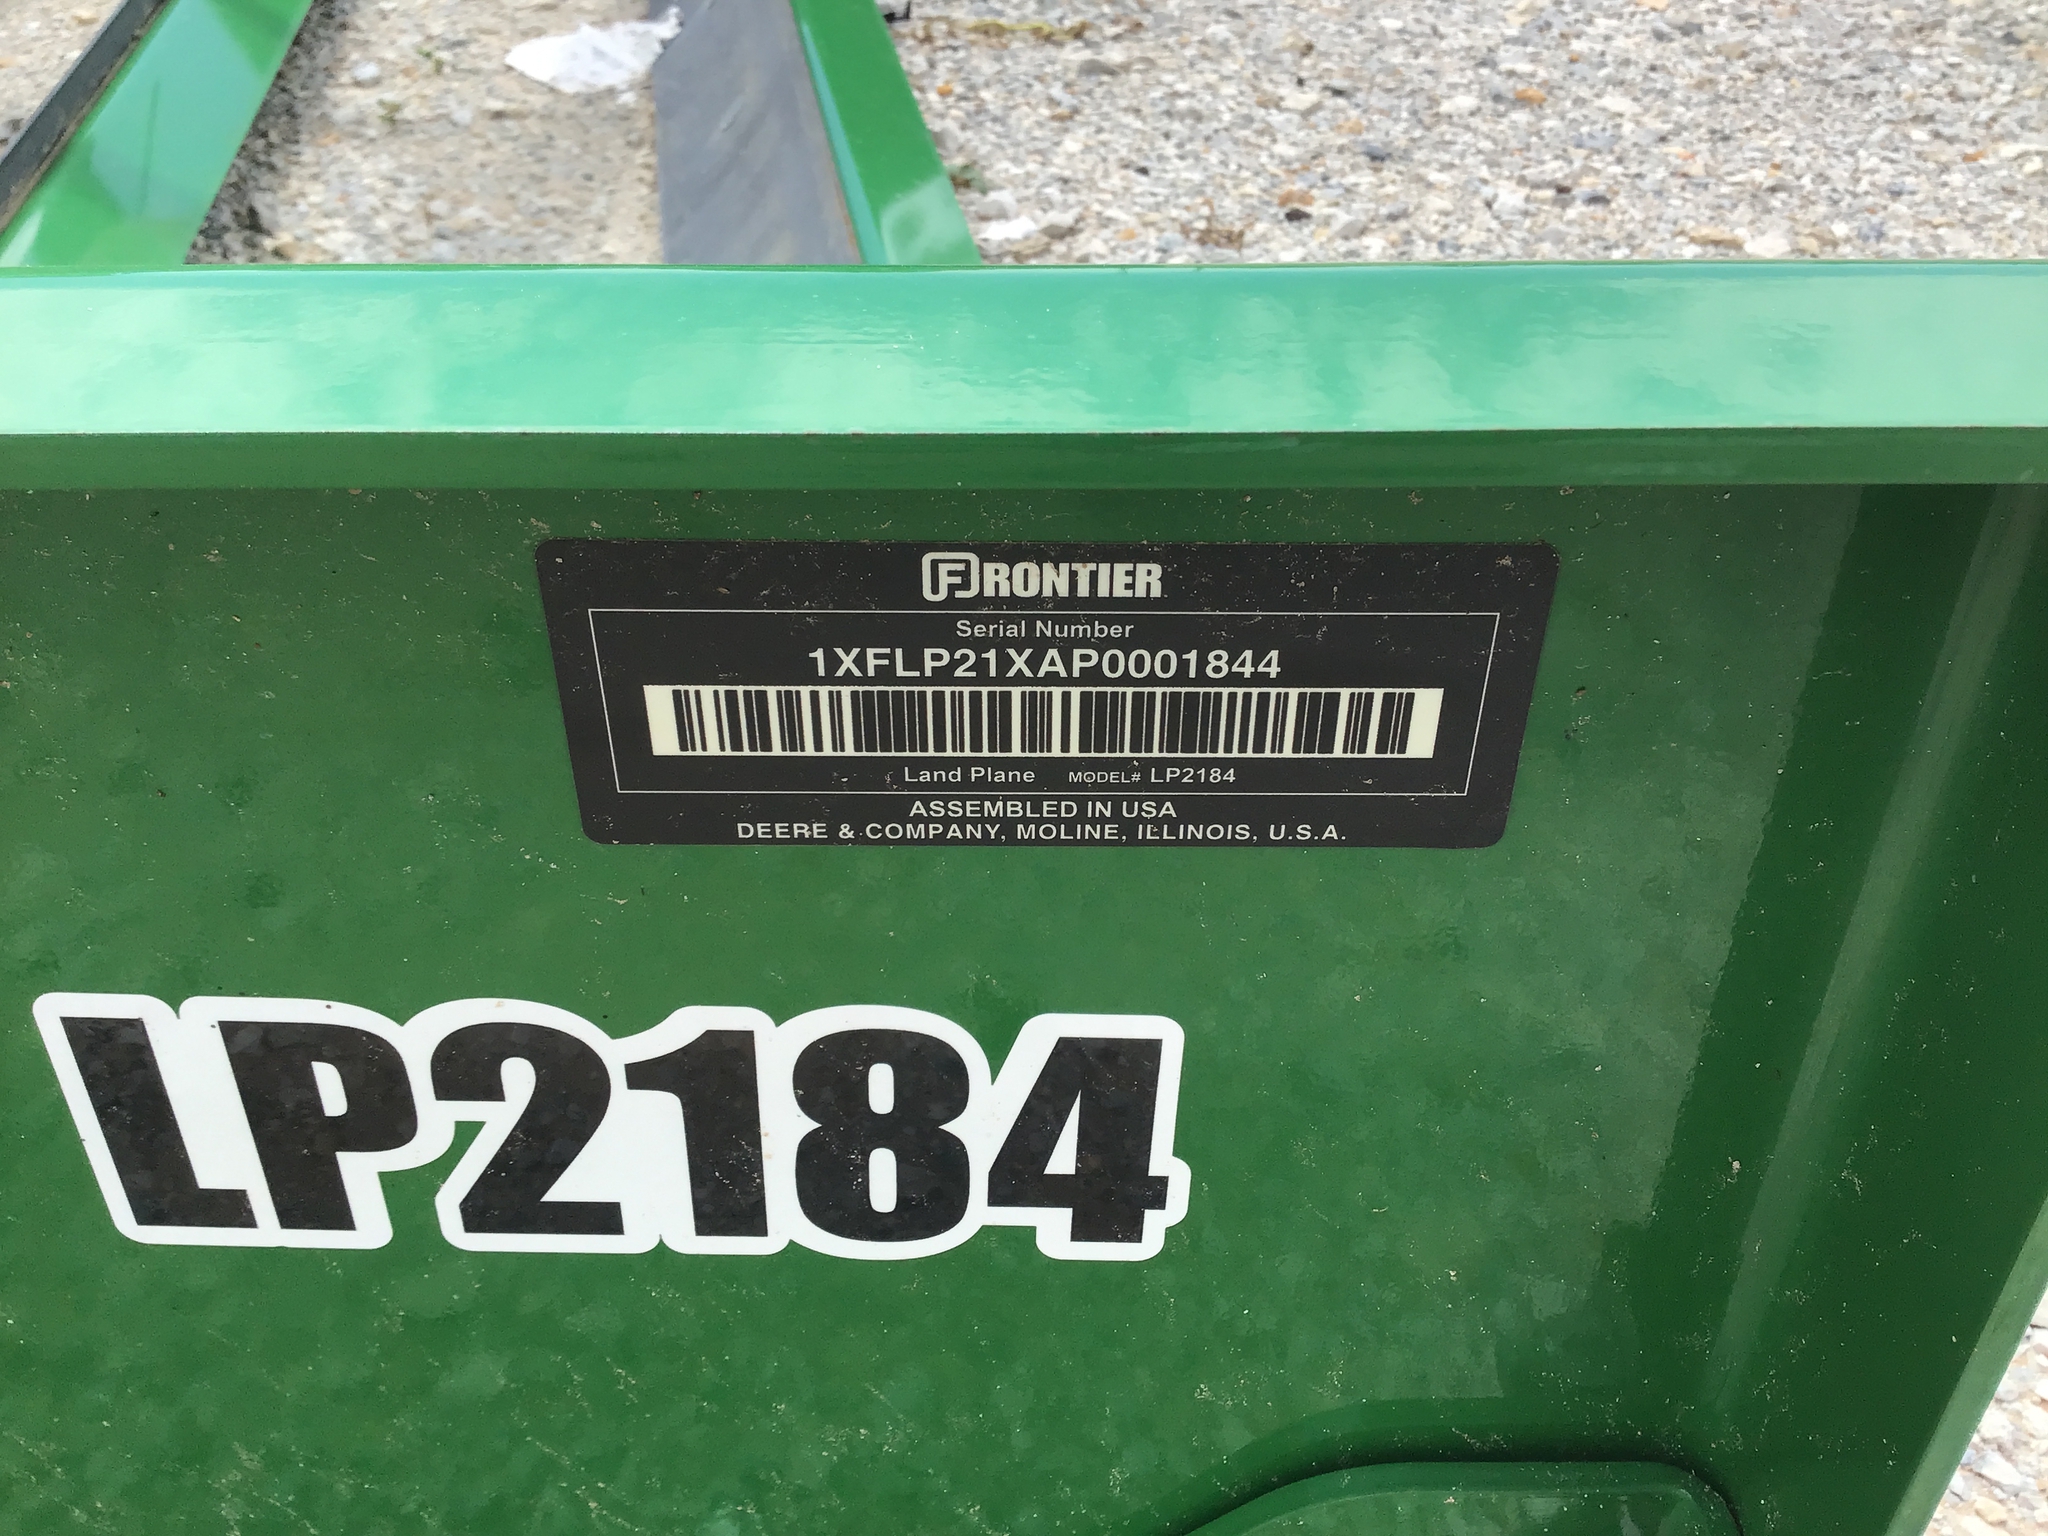 FRONTIER
Serial Number
1XFLP21XAP0001844
Land Plane MODEL# LP2184
ASSEMBLED IN USA
DEERE & COMPANY, MOLINE, ILLINOIS, U.S.A.
LP2184